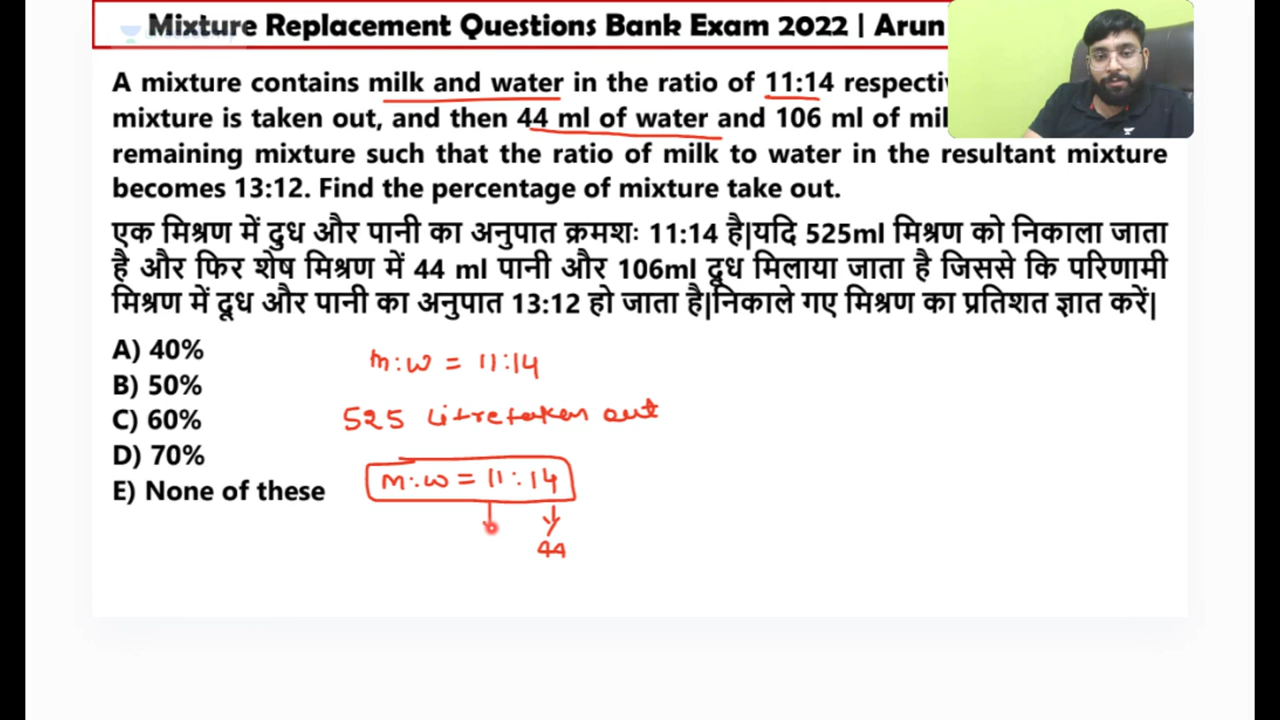 Mixture Replacement Questions Bank Exam 2022 | Arun
A mixture contains milk and water in the ratio of 11:14
mixture is taken out, and then 44 ml of water and 106 ml of
remaining mixture such that the ratio of milk to water in the resultant mixture
becomes 13:12. Find the percentage of mixture take out.
एक मिश्रण में दुध और पानी का अनुपात क्रमशः 11:14 है|यदि 525ml मिश्रण को निकाला जाता
है और फिर शेष मिश्रण में 44 ml पानी और 106ml दूध मिलाया जाता है जिससे कि परिणामी
मिश्रण में दूध और पानी का अनुपात 13:12 हो जाता है|निकाले गए मिश्रण का प्रतिशत ज्ञात करें|
A) 40%
B) 50%
C) 60%
D) 70%
E) None of these
m:w = 11:14
525 Litre taken out
m:w = 11:14
44